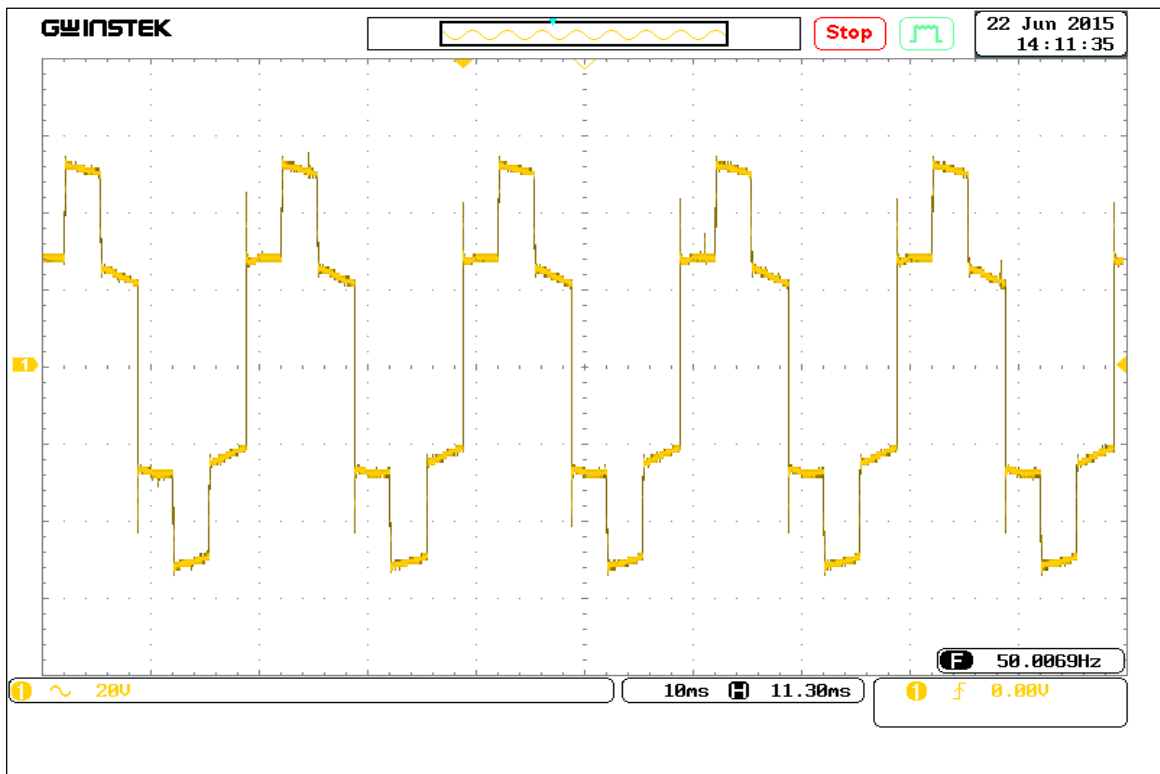 GWINSTEK
Stop
22 Jun 2015
14:11:35
1
F 50.0069Hz
1 20V
10ms H 11.30ms
1 0.00V